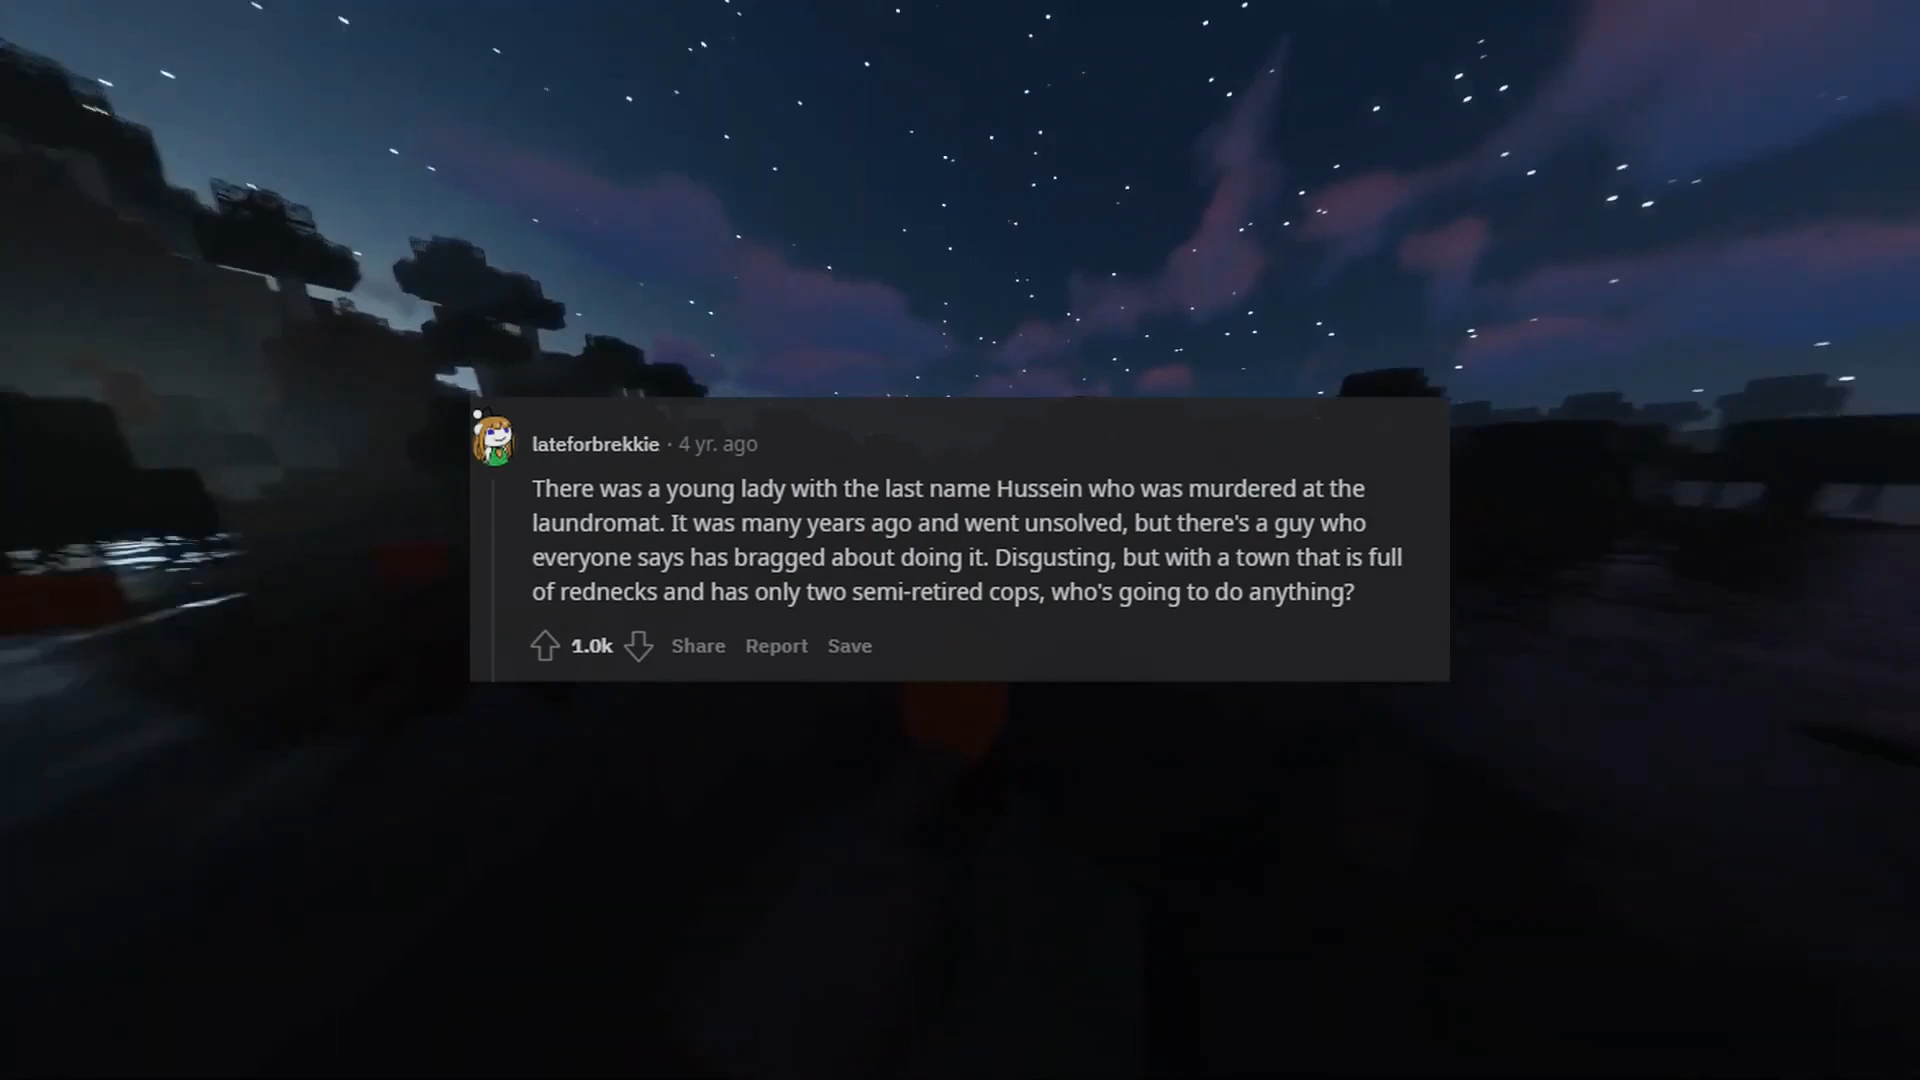 lateforbrekkie · 4 yr. ago
There was a young lady with the last name Hussein who was murdered at the
laundromat. It was many years ago and went unsolved, but there's a guy who
everyone says has bragged about doing it. Disgusting, but with a town that is full
of rednecks and has only two semi-retired cops, who's going to do anything?
1.0k Share Report Save